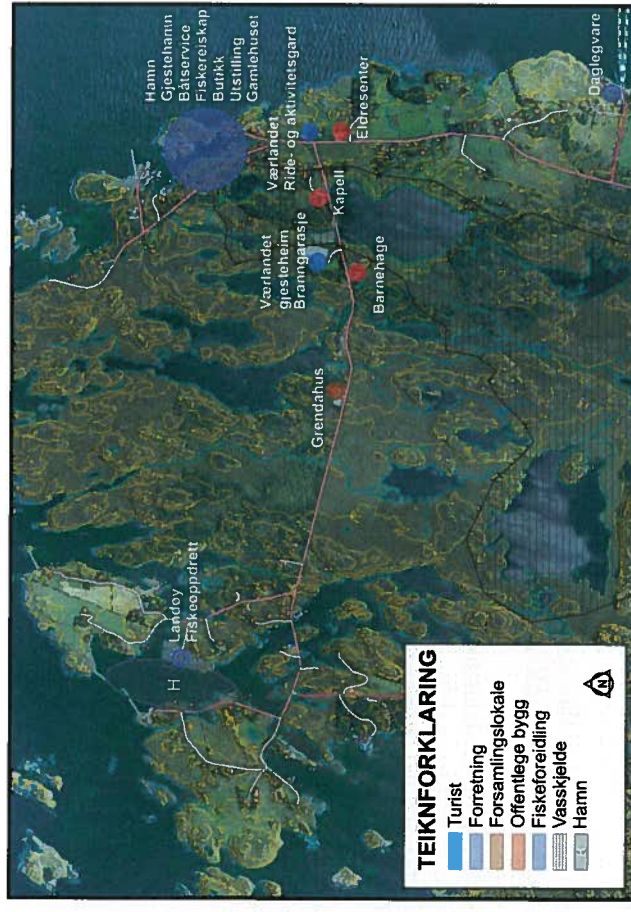 Hamn
Gjestehamn
Båtservice
Fiskereiskap
Butikk
Utstilling
Gamlehuset
Værlandet
Ride- og aktivitetsgard
Eldresenter
Kapell
Værlandet
gjesteheim
Branngarasje
Barnehage
Grendahus
Daglegvare
Landøy
Fiskeoppdrett
H
TEIKNFORKLARING
Turist
Forretning
Forsamlingslokale
Offentlege bygg
Fiskeforeidling
Vasskjelde
Hamn
N